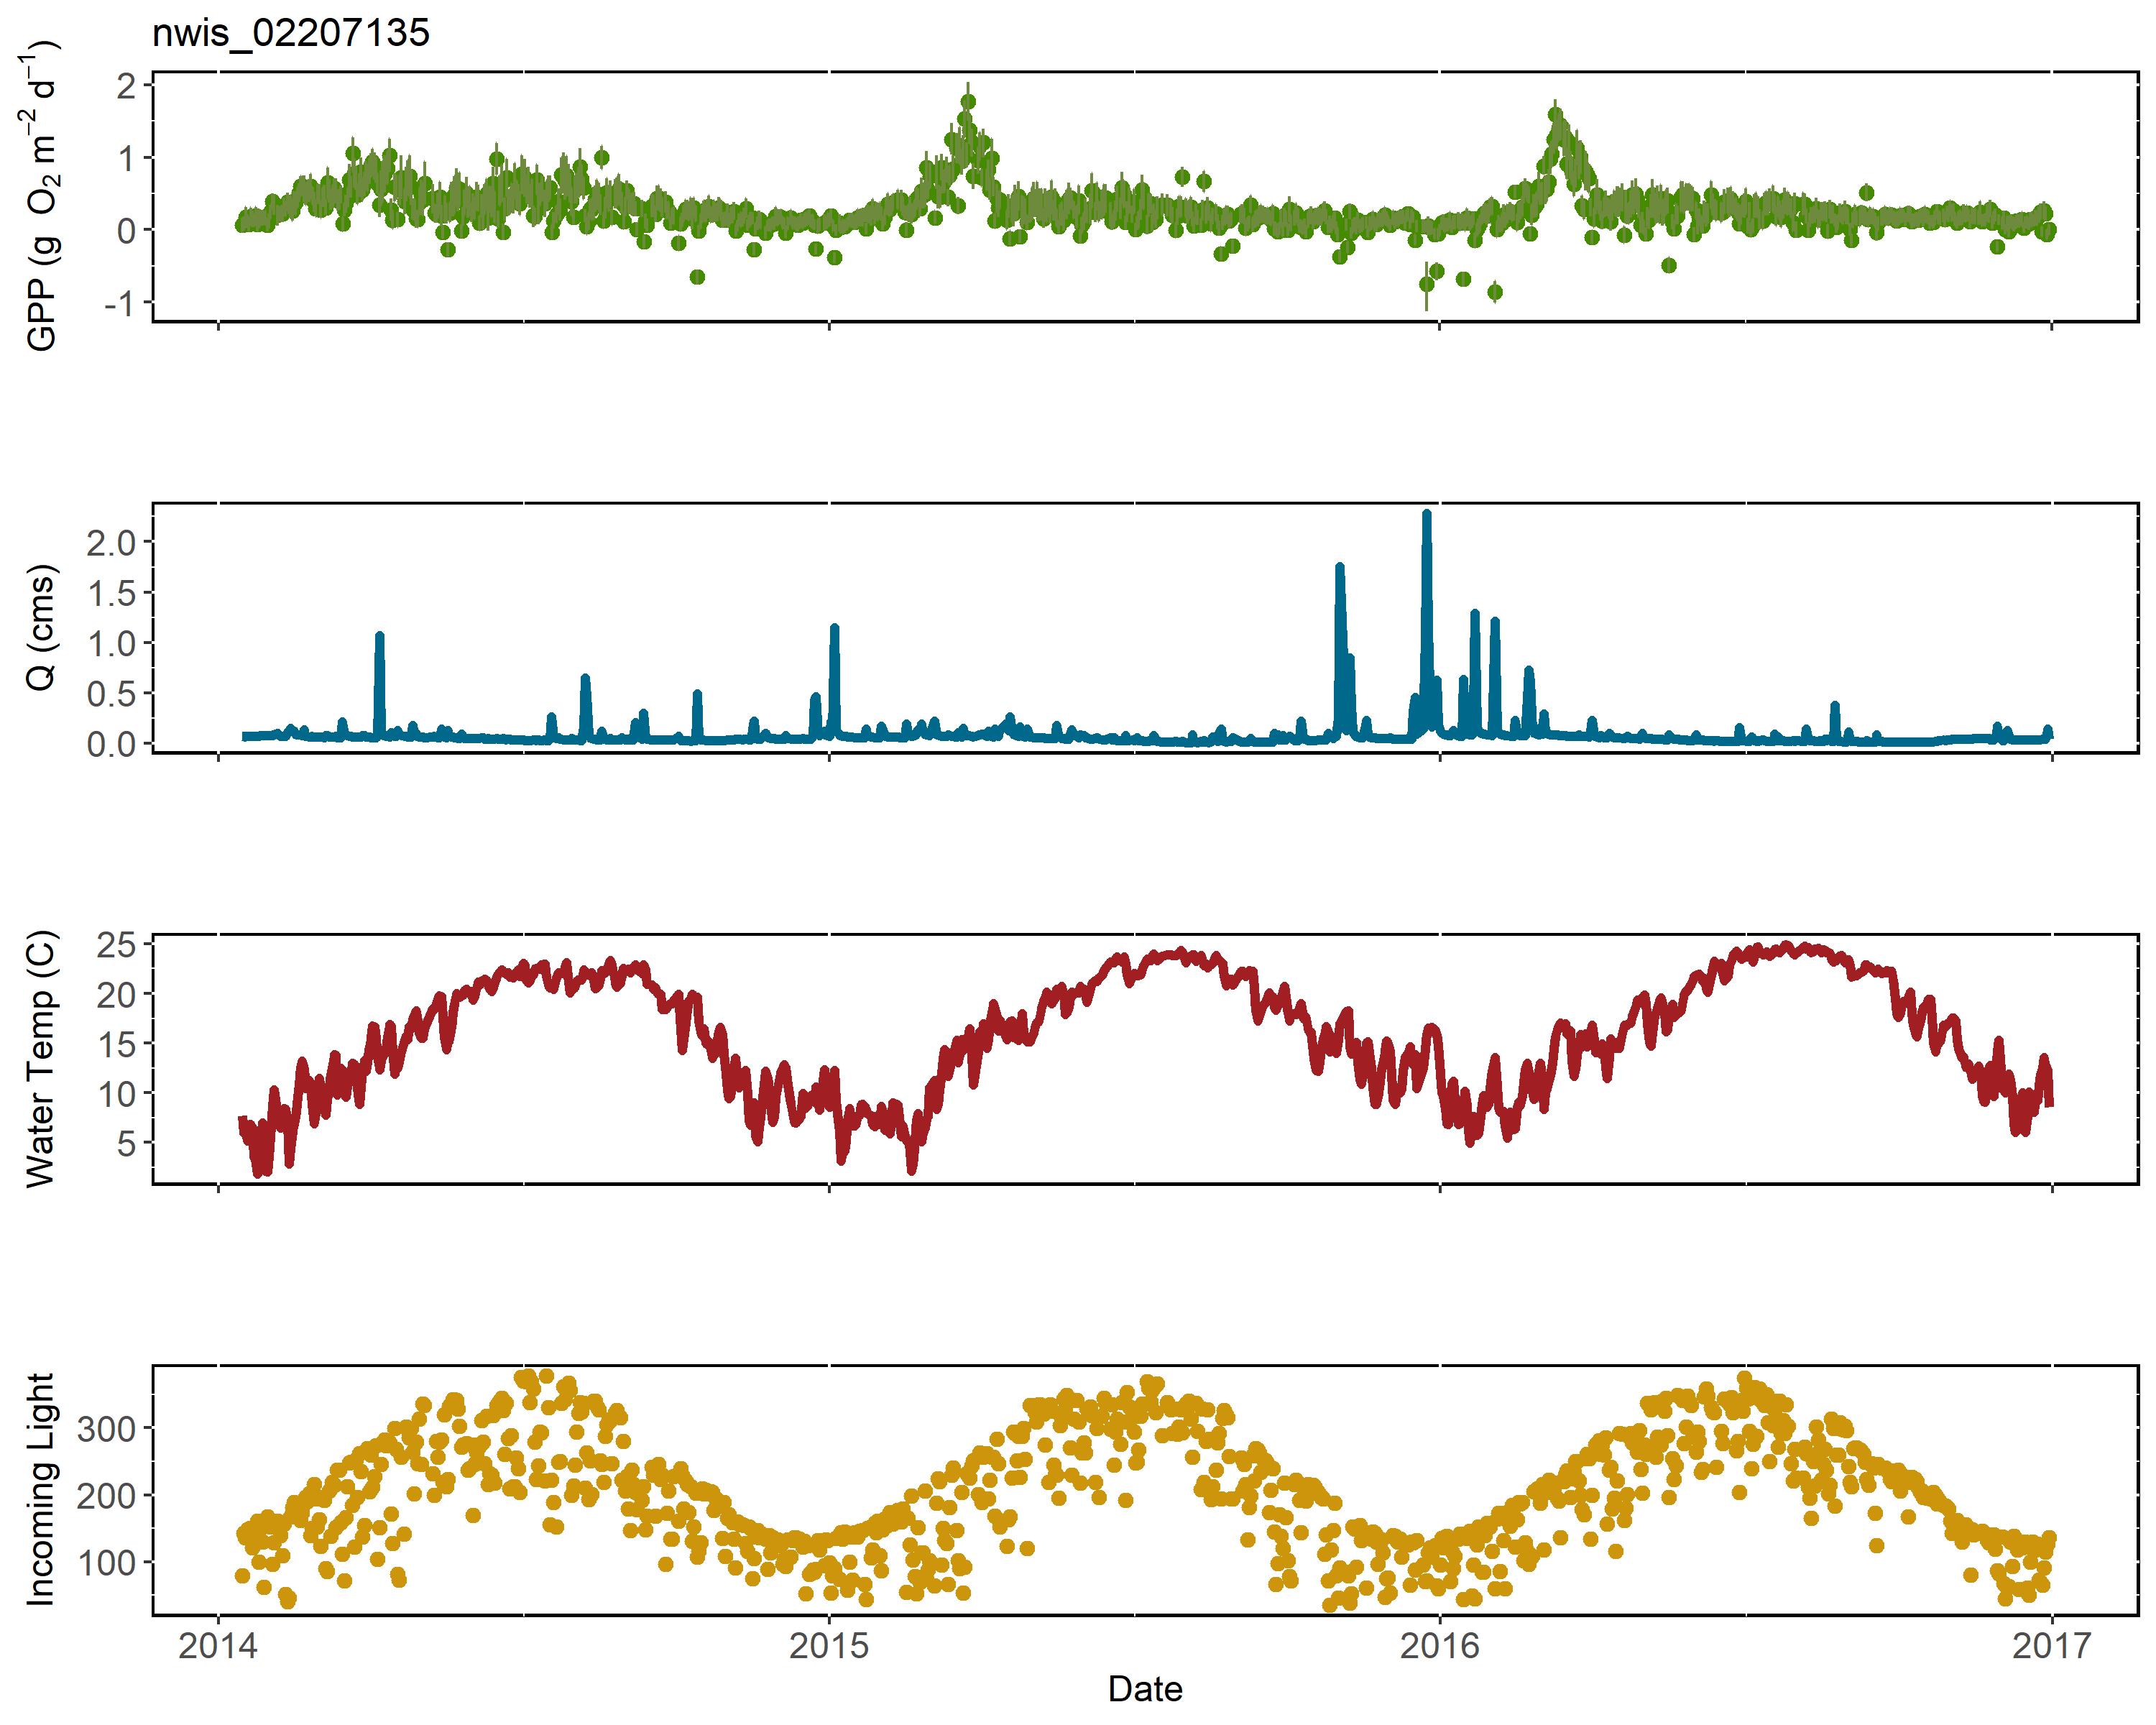 nwis_02207135
GPP (g O₂ m⁻² d⁻¹)
2
1
0
-1
Q (cms)
2.0
1.5
1.0
0.5
0.0
Water Temp (C)
25
20
15
10
5
Incoming Light
300
200
100
2014 2015 2016 2017
Date